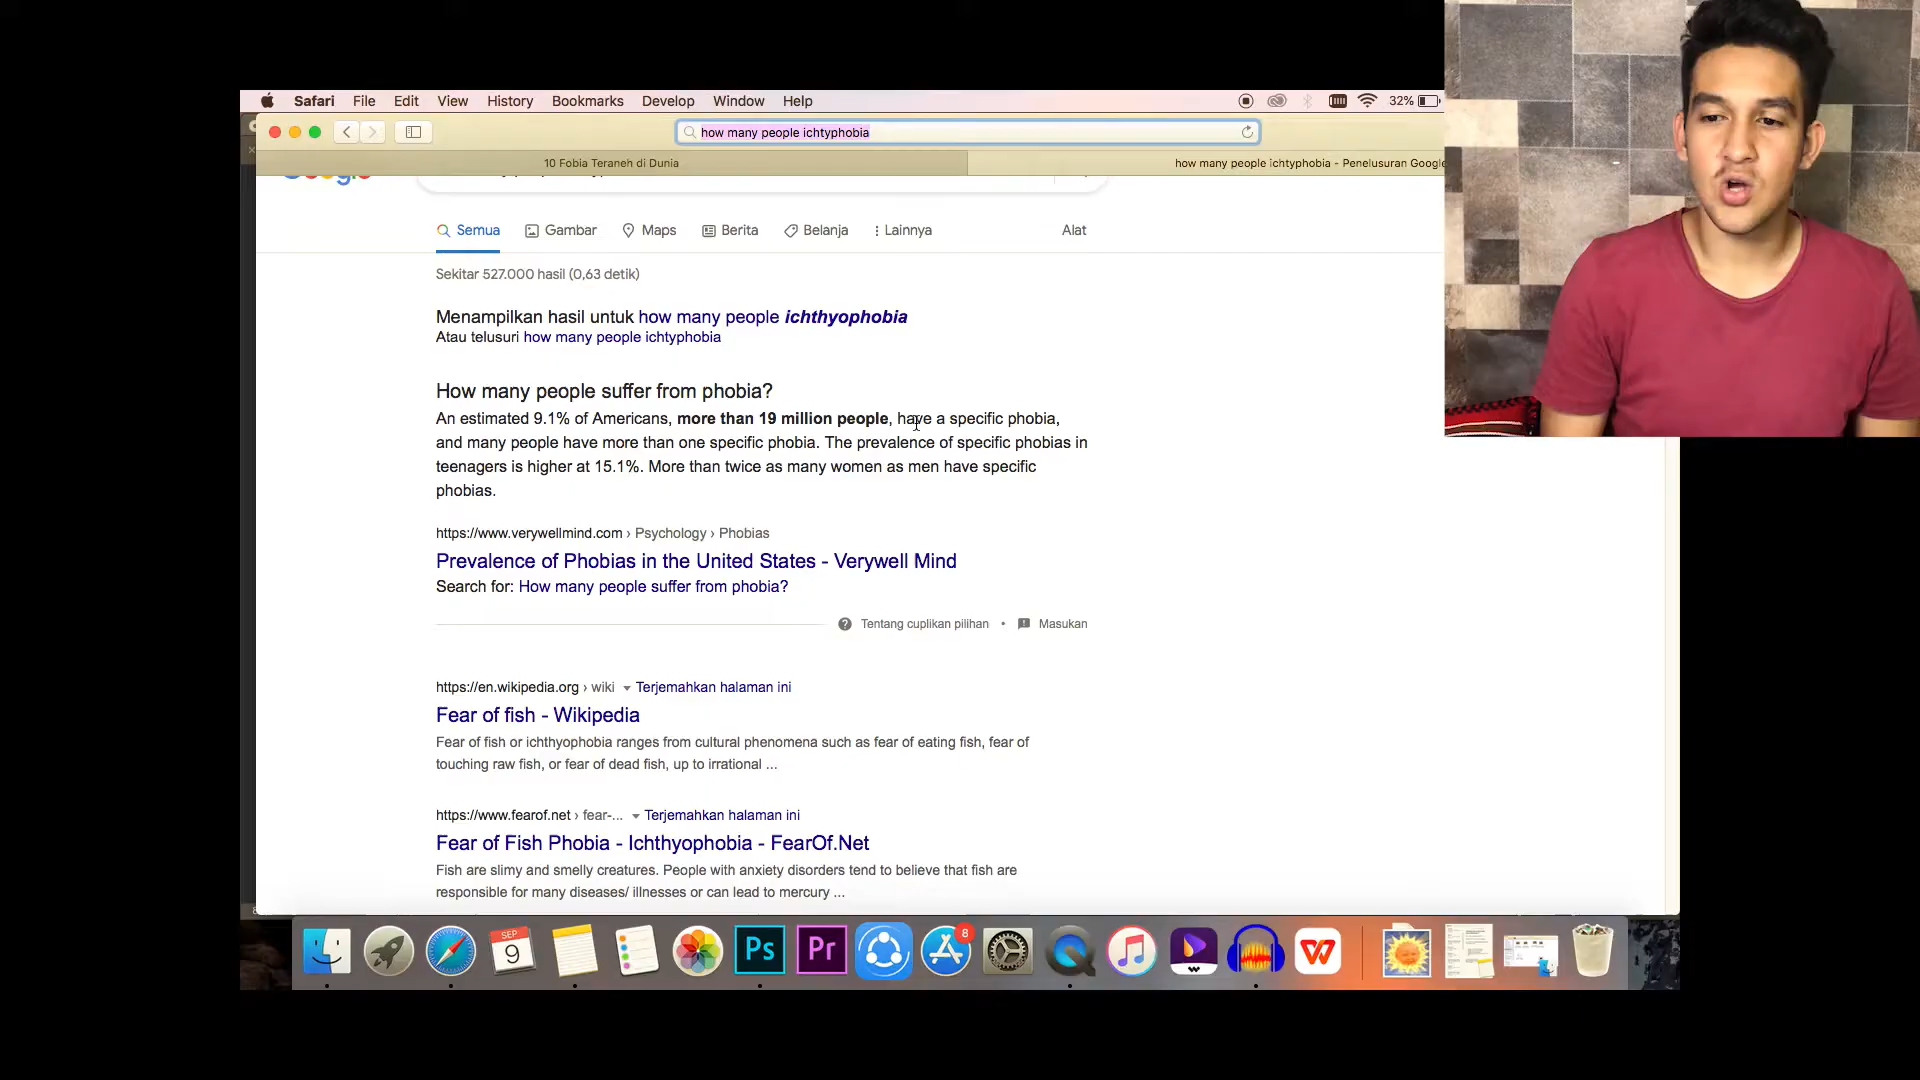 Safari File Edit View History Bookmarks Develop Window Help 32%
how many people ichtyphobia
10 Fobia Teraneh di Dunia
how many people ichtyphobia - Penelusuran Google
Semua Gambar Maps Berita Belanja Lainnya Alat
Sekitar 527.000 hasil (0,63 detik)
Menampilkan hasil untuk how many people ichthyophobia
Atau telusuri how many people ichtyphobia
How many people suffer from phobia?
An estimated 9.1% of Americans, more than 19 million people, have a specific phobia,
and many people have more than one specific phobia. The prevalence of specific phobias in
teenagers is higher at 15.1%. More than twice as many women as men have specific
phobias.
https://www.verywellmind.com › Psychology › Phobias
Prevalence of Phobias in the United States - Verywell Mind
Search for: How many people suffer from phobia?
Tentang cuplikan pilihan • Masukan
https://en.wikipedia.org › wiki Terjemahkan halaman ini
Fear of fish - Wikipedia
Fear of fish or ichthyophobia ranges from cultural phenomena such as fear of eating fish, fear of
touching raw fish, or fear of dead fish, up to irrational ...
https://www.fearof.net › fear-... Terjemahkan halaman ini
Fear of Fish Phobia - Ichthyophobia - FearOf.Net
Fish are slimy and smelly creatures. People with anxiety disorders tend to believe that fish are
responsible for many diseases/ illnesses or can lead to mercury ...
SEP
9
Ps
Pr
8